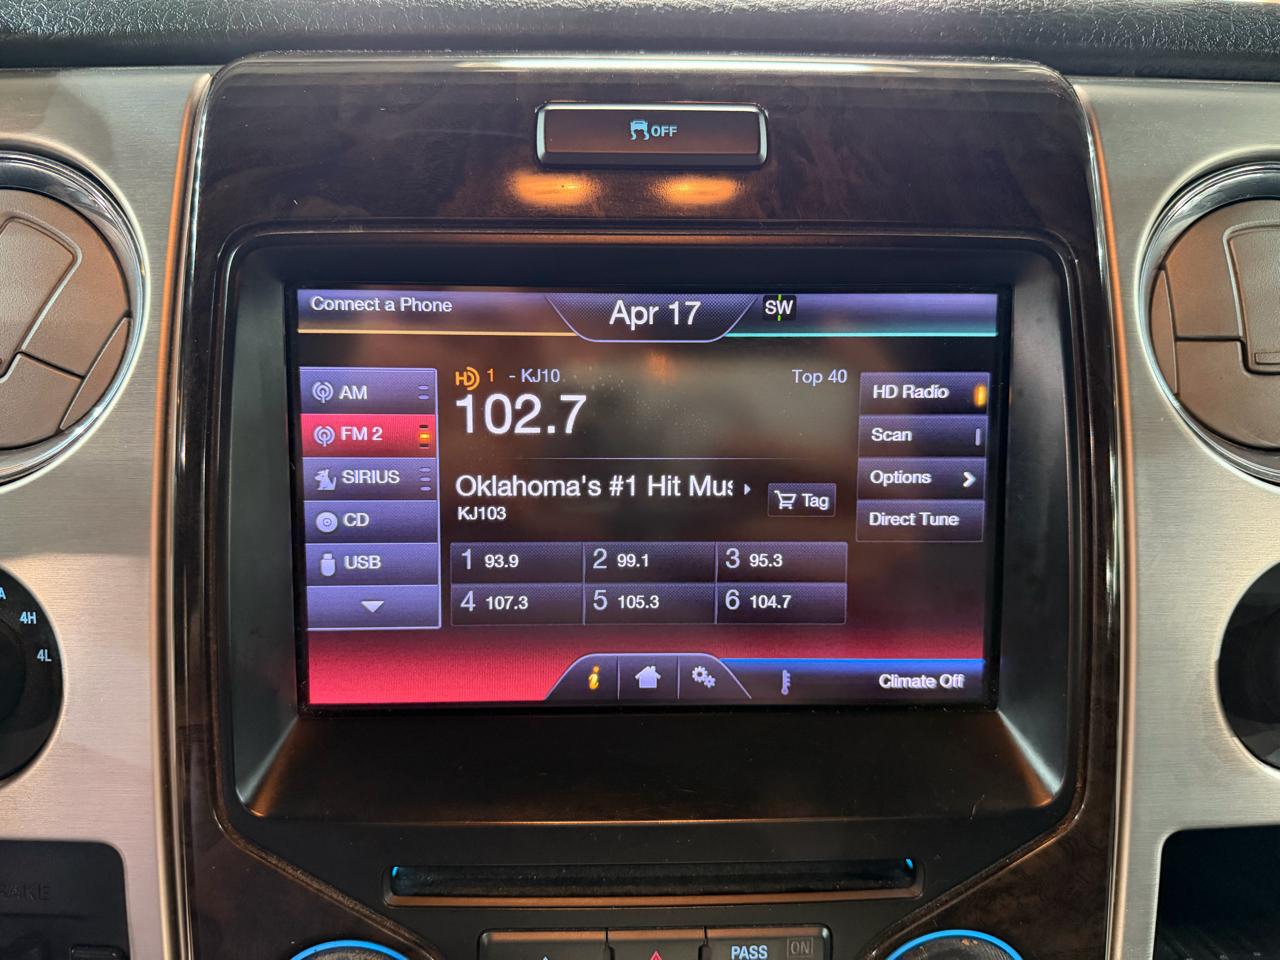 OFF
Connect a Phone
Apr 17
SW
AM
FM 2
SIRIUS
CD
USB
HD 1 - KJ10
Top 40
102.7
Oklahoma's #1 Hit Mus
KJ103
Tag
1 93.9
2 99.1
3 95.3
4 107.3
5 105.3
6 104.7
HD Radio
Scan
Options
Direct Tune
i
Climate Off
A
4H
4L
PASS
ON